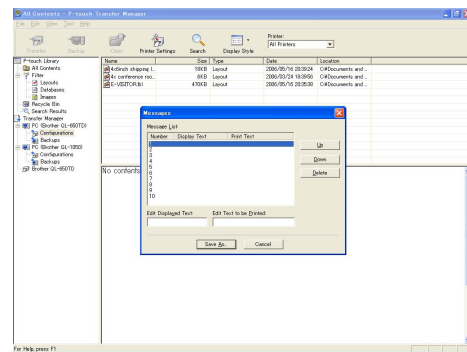 All Contents - P-touch Transfer Manager
File Edit View Tool Help
Transfer Backup Open Printer Settings Search Display Style
Printer:
All Printers
P-touch Library
All Contents
Filter
Layouts
Databases
Images
Recycle Bin
Search Results
Transfer Manager
PC (Brother QL-650TD)
Configurations
Backups
PC (Brother QL-1050)
Configurations
Backups
Brother QL-650TD
Name Size Type Date Location
4x6inch shipping l... 18KB Layout 2006/05/16 20:39:24 C:¥Documents and ...
4x conference roo... 6KB Layout 2006/03/24 18:39:56 C:¥Documents and ...
E-VISITOR.lbl 470KB Layout 2006/05/16 20:35:38 C:¥Documents and ...
No contents
Messages
Message List
Number Display Text Print Text
1
2
3
4
5
6
7
8
9
10
Up
Down
Delete
Edit Displayed Text Edit Text to be Printed
Save As... Cancel
For Help, press F1